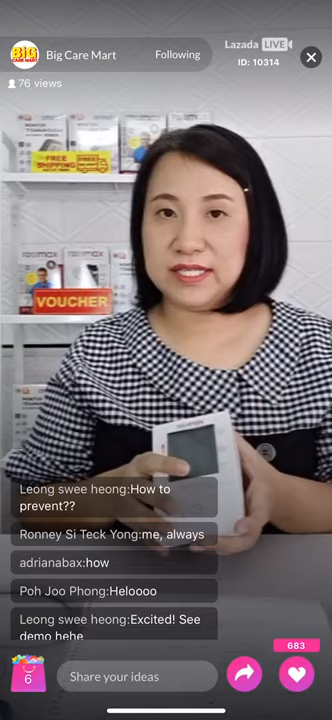 BIG
CARE MART
Big Care Mart
Following
Lazada LIVE
ID: 10314
76 views
FREE
SHIPPING
rossmax
rossmax
VOUCHER
Leong swee heong:How to
prevent??
Ronney Si Teck Yong:me, always
adrianabax:how
Poh Joo Phong:Heloooo
Leong swee heong:Excited! See
demo hehe
683
6
Share your ideas